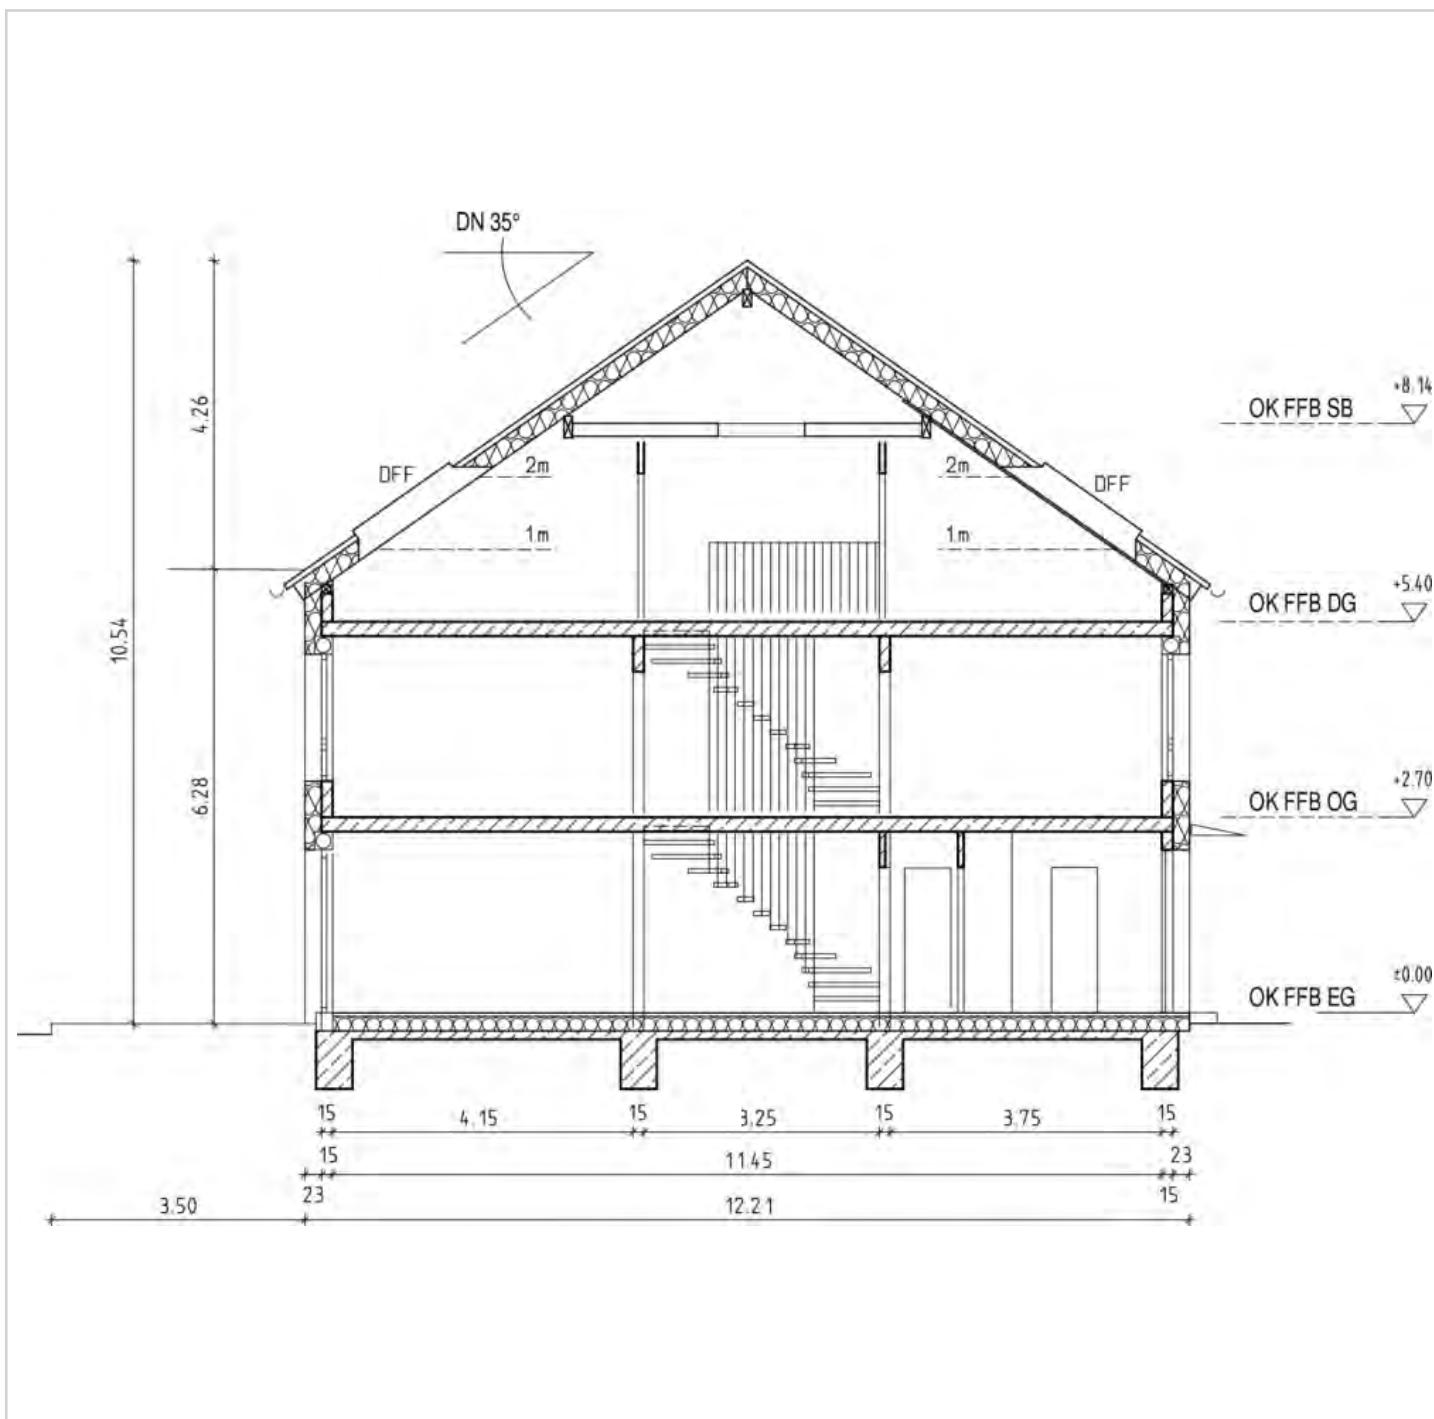 DN 35°
+8,14
OK FFB SB
4.26
DFF
2m
2m
DFF
1m
1m
+5.40
OK FFB DG
10.54
6.28
+2.70
OK FFB OG
±0.00
OK FFB EG
15 4.15 15 3.25 15 3.75 15
15 11.45 23
23 15
3.50 12.21